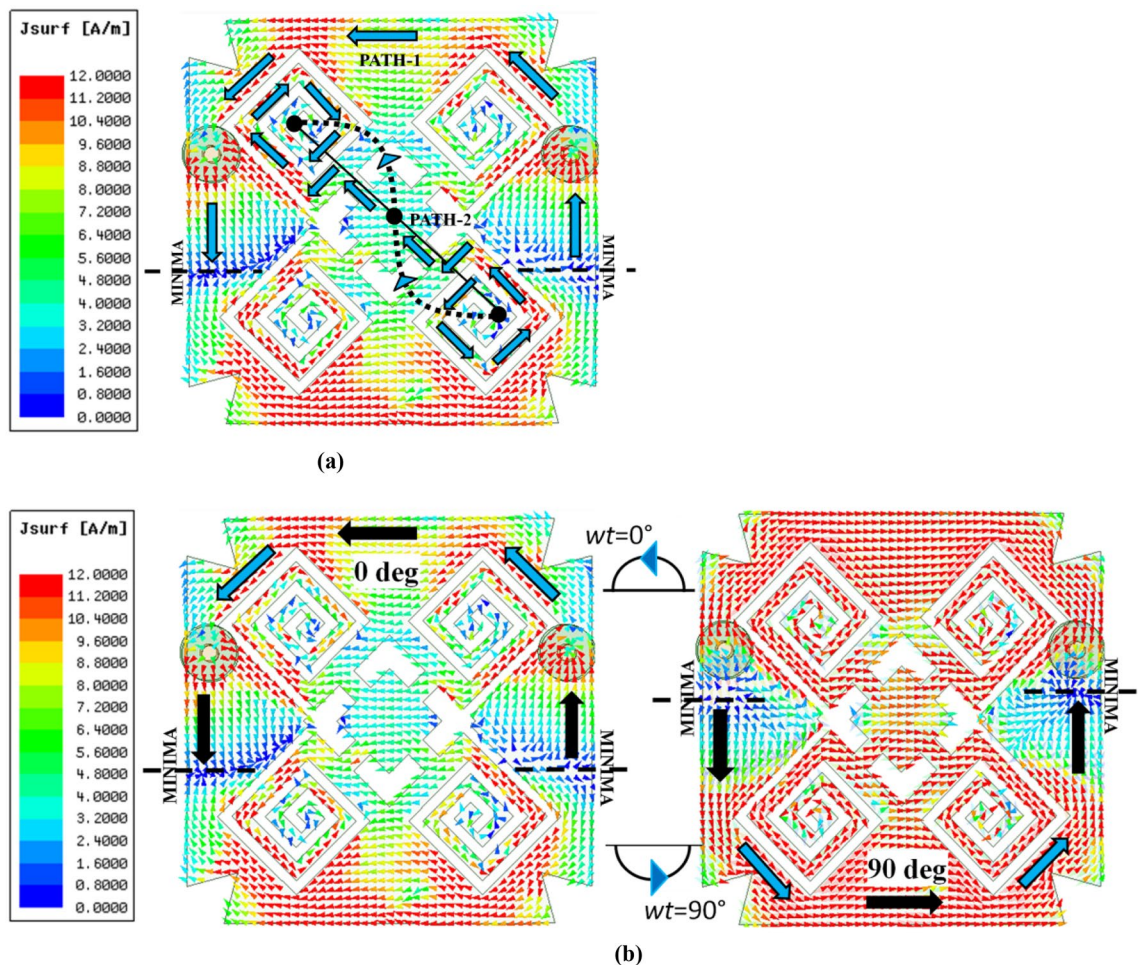 Jsurf [A/m]
12.0000
11.2000
10.4000
9.6000
8.8000
8.0000
7.2000
6.4000
5.6000
4.8000
4.0000
3.2000
2.4000
1.6000
0.8000
0.0000
PATH-1
PATH-2
MINIMA
MINIMA
(a)
Jsurf [A/m]
12.0000
11.2000
10.4000
9.6000
8.8000
8.0000
7.2000
6.4000
5.6000
4.8000
4.0000
3.2000
2.4000
1.6000
0.8000
0.0000
0 deg
MINIMA
MINIMA
wt=0°
wt=90°
MINIMA
MINIMA
90 deg
(b)